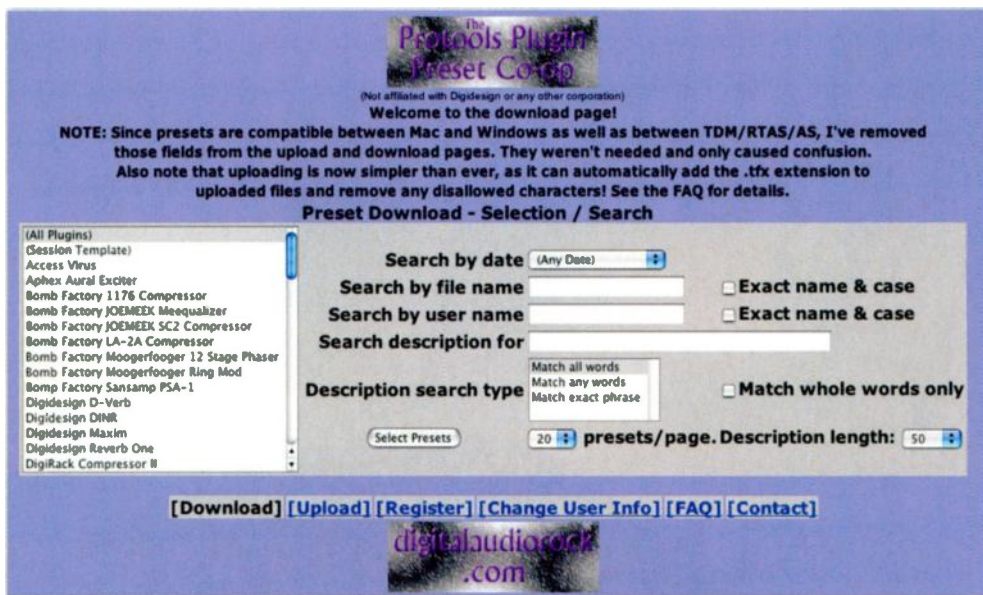 The
Protools Plugin
Preset Co-op
(Not affiliated with Digidesign or any other corporation)
Welcome to the download page!
NOTE: Since presets are compatible between Mac and Windows as well as between TDM/RTAS/AS, I've removed
those fields from the upload and download pages. They weren't needed and only caused confusion.
Also note that uploading is now simpler than ever, as it can automatically add the .tfx extension to
uploaded files and remove any disallowed characters! See the FAQ for details.
Preset Download - Selection / Search
(All Plugins)
(Session Template)
Access Virus
Aphex Aural Exciter
Bomb Factory 1176 Compressor
Bomb Factory JOEMEEK Meequalizer
Bomb Factory JOEMEEK SC2 Compressor
Bomb Factory LA-2A Compressor
Bomb Factory Moogerfooger 12 Stage Phaser
Bomb Factory Moogerfooger Ring Mod
Bomp Factory Sansamp PSA-1
Digidesign D-Verb
Digidesign DINR
Digidesign Maxim
Digidesign Reverb One
DigiRack Compressor II
Search by date (Any Date)
Search by file name Exact name & case
Search by user name Exact name & case
Search description for
Description search type Match all words
Match any words
Match exact phrase
Match whole words only
Select Presets 20 presets/page. Description length: 50
[Download] [Upload] [Register] [Change User Info] [FAQ] [Contact]
digitalaudiorock
.com